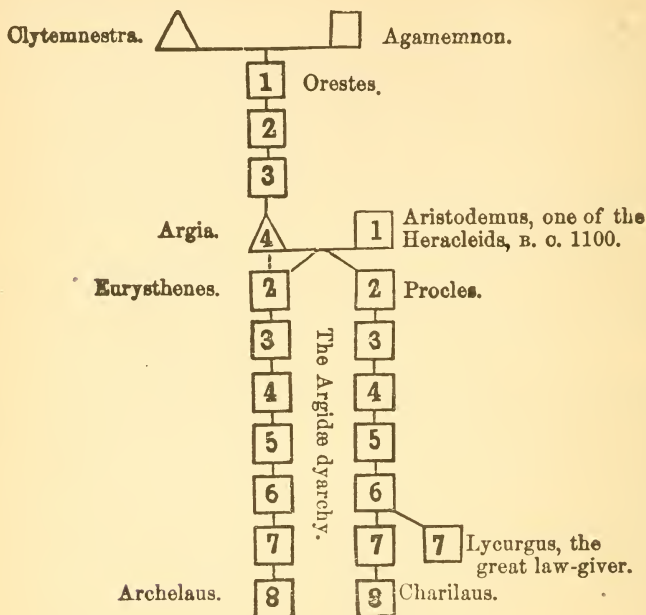 Clytemnestra. Agamemnon.
1 Orestes.
2
3
Argia. 4 1 Aristodemus, one of the
Heracleids, B. C. 1100.
Eurysthenes. 2 2 Procles.
3 3
The Argidæ dyarchy.
4 4
5 5
6 6
7 7 7 Lycurgus, the
great law-giver.
Archelaus. 8 8 Charilaus.